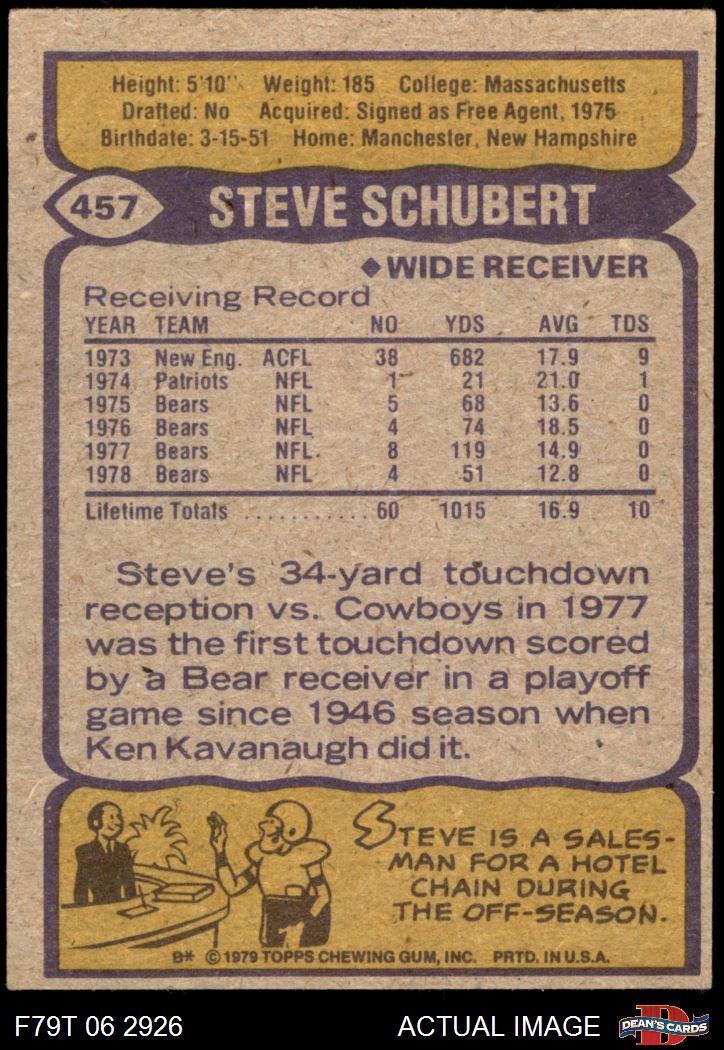 Height: 5'10" Weight: 185 College: Massachusetts
Drafted: No Acquired: Signed as Free Agent, 1975
Birthdate: 3-15-51 Home: Manchester, New Hampshire
457 STEVE SCHUBERT
◆WIDE RECEIVER
Receiving Record
YEAR TEAM NO YDS AVG TDS
1973 New Eng. ACFL 38 682 17.9 9
1974 Patriots NFL 1 21 21.0 1
1975 Bears NFL 5 68 13.6 0
1976 Bears NFL 4 74 18.5 0
1977 Bears NFL 8 119 14.9 0
1978 Bears NFL 4 51 12.8 0
Lifetime Totals ........... 60 1015 16.9 10
Steve's 34-yard touchdown
reception vs. Cowboys in 1977
was the first touchdown scored
by a Bear receiver in a playoff
game since 1946 season when
Ken Kavanaugh did it.
STEVE IS A SALES-
MAN FOR A HOTEL
CHAIN DURING
THE OFF-SEASON.
B* © 1979 TOPPS CHEWING GUM, INC. PRTD. IN U.S.A.
F79T 06 2926 ACTUAL IMAGE D DEAN'S CARDS